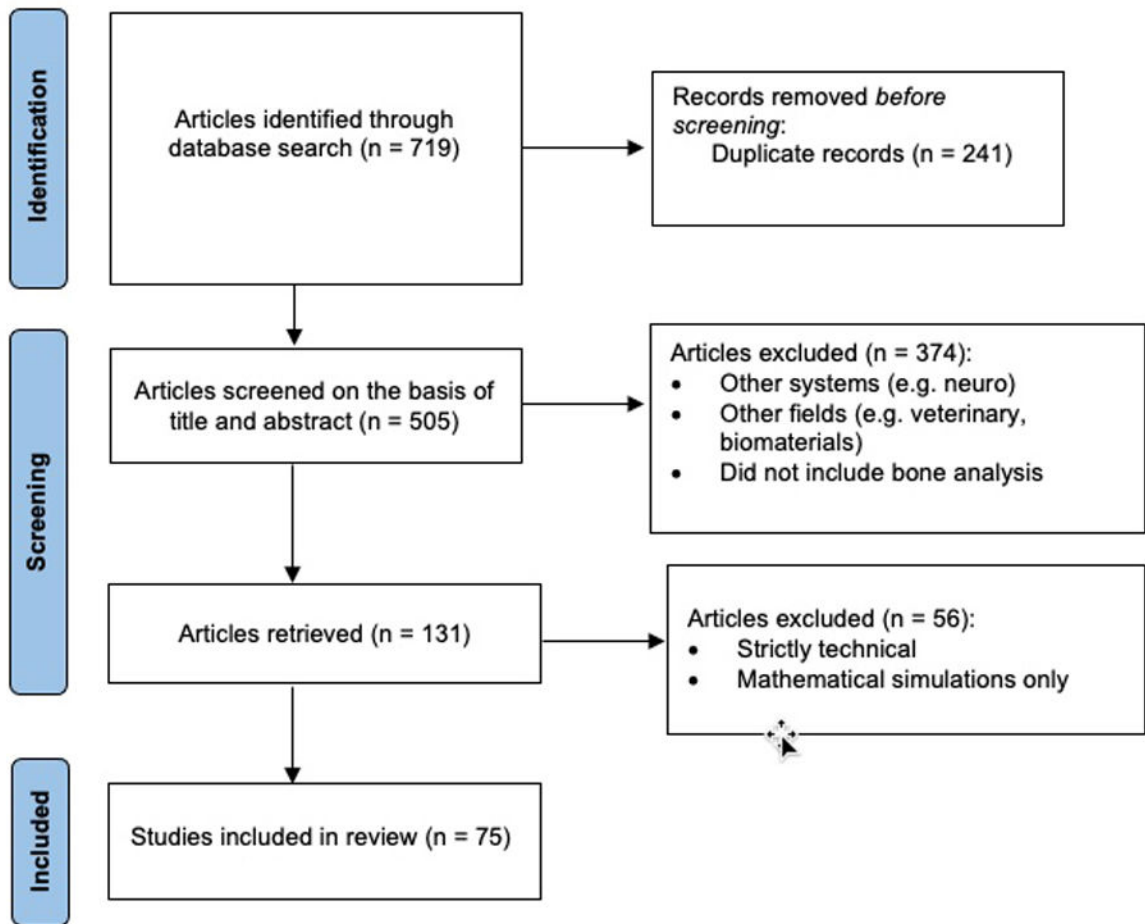 Identification
Articles identified through
database search (n = 719)
Records removed before
screening:
Duplicate records (n = 241)
Screening
Articles screened on the basis of
title and abstract (n = 505)
Articles excluded (n = 374):
• Other systems (e.g. neuro)
• Other fields (e.g. veterinary,
biomaterials)
• Did not include bone analysis
Articles retrieved (n = 131)
Articles excluded (n = 56):
• Strictly technical
• Mathematical simulations only
Included
Studies included in review (n = 75)